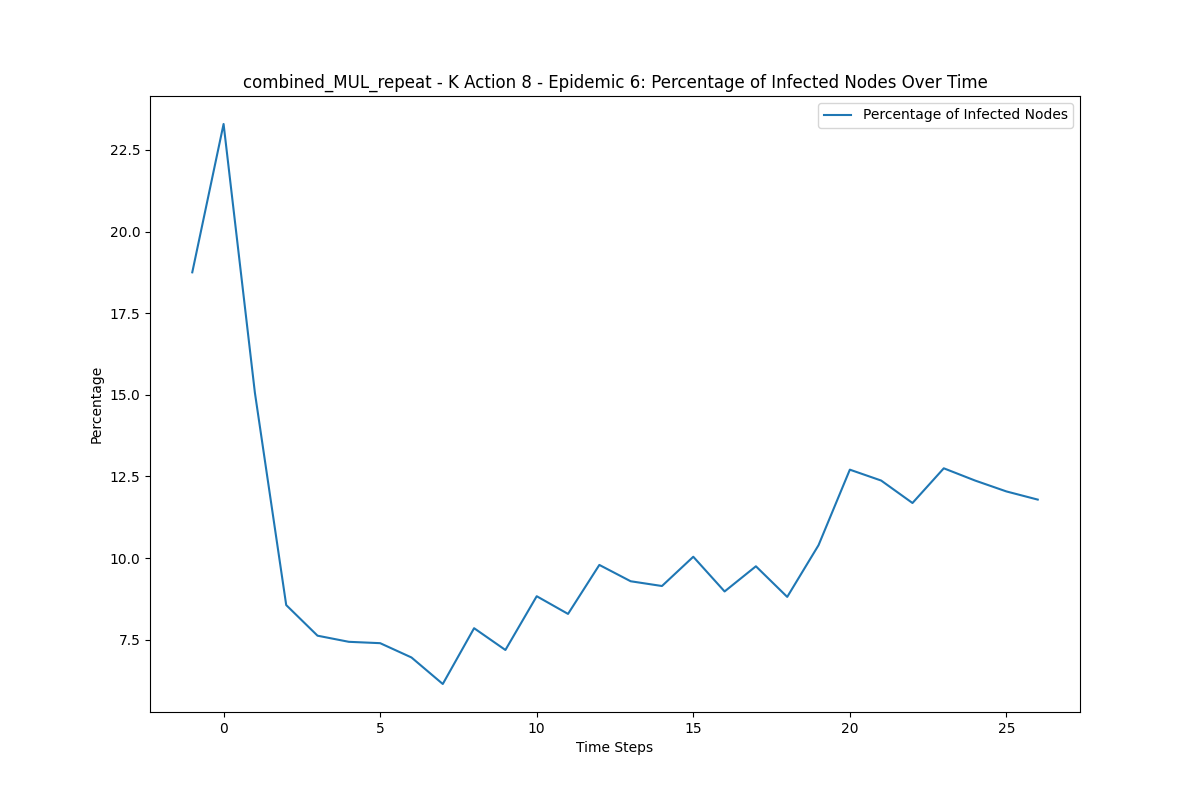 combined_MUL_repeat - K Action 8 - Epidemic 6: Percentage of Infected Nodes Over Time
Percentage of Infected Nodes
22.5
20.0
17.5
15.0
12.5
10.0
7.5
Percentage
0 5 10 15 20 25
Time Steps